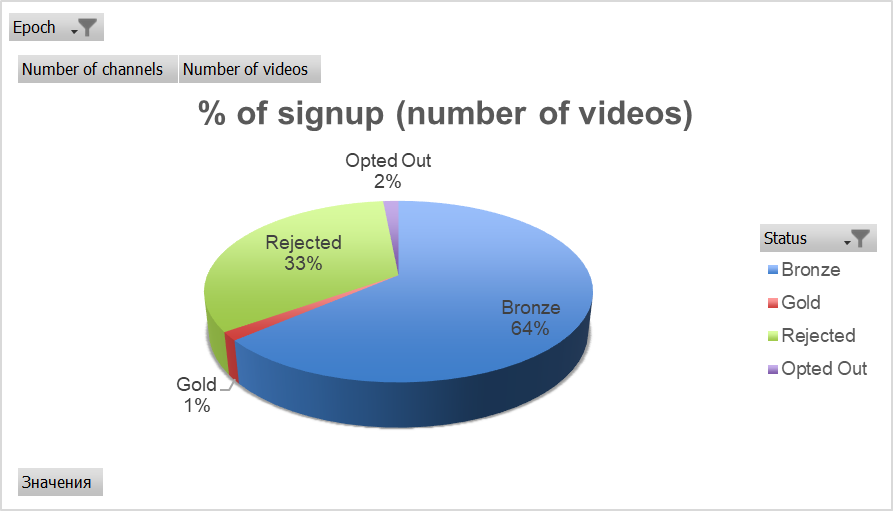 Epoch
Number of channels
Number of videos
% of signup (number of videos)
Opted Out
2%
Rejected
33%
Bronze
64%
Gold
1%
Status
Bronze
Gold
Rejected
Opted Out
Значения